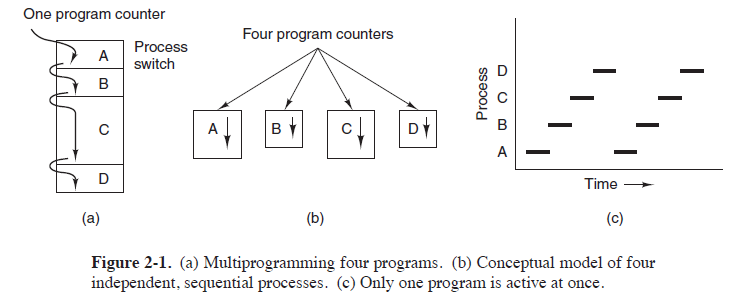 One program counter
Process
switch
A
B
C
D
(a)
Four program counters
A
B
C
D
(b)
Process
D
C
B
A
Time
(c)
Figure 2-1. (a) Multiprogramming four programs. (b) Conceptual model of four
independent, sequential processes. (c) Only one program is active at once.